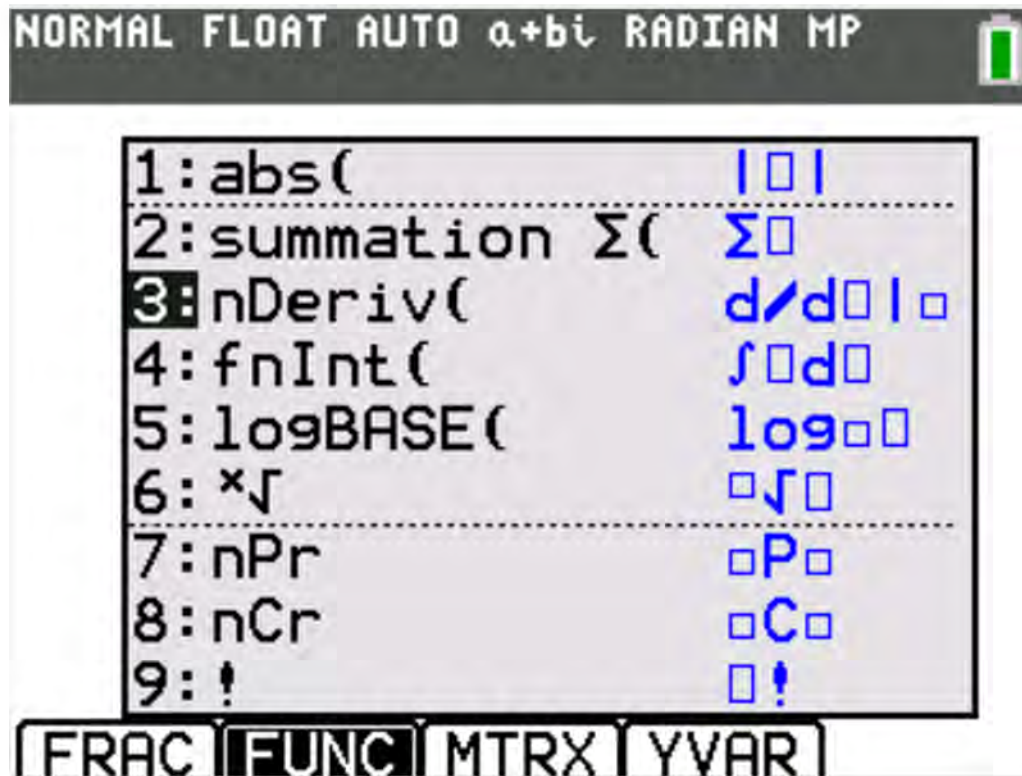 NORMAL FLOAT AUTO a+bi RADIAN MP
1:abs( |□|
2:summation Σ( Σ□
3:nDeriv( d/d□|□
4:fnInt( ∫□d□
5:logBASE( log□□
6:ˣ√ □√□
7:nPr □P□
8:nCr □C□
9:! □!
FRAC FUNC MTRX YVAR